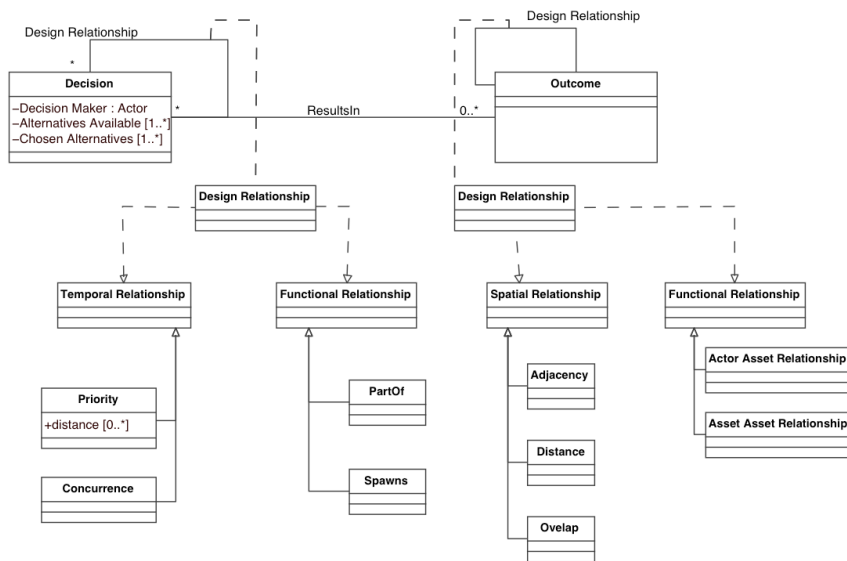 Design Relationship
Design Relationship
*
Decision
Outcome
–Decision Maker : Actor
–Alternatives Available [1..*]
–Chosen Alternatives [1..*]
*
ResultsIn
0..*
Design Relationship
Design Relationship
Temporal Relationship
Functional Relationship
Spatial Relationship
Functional Relationship
Actor Asset Relationship
Adjacency
Priority
PartOf
+distance [0..*]
Asset Asset Relationship
Distance
Concurrence
Spawns
Ovelap